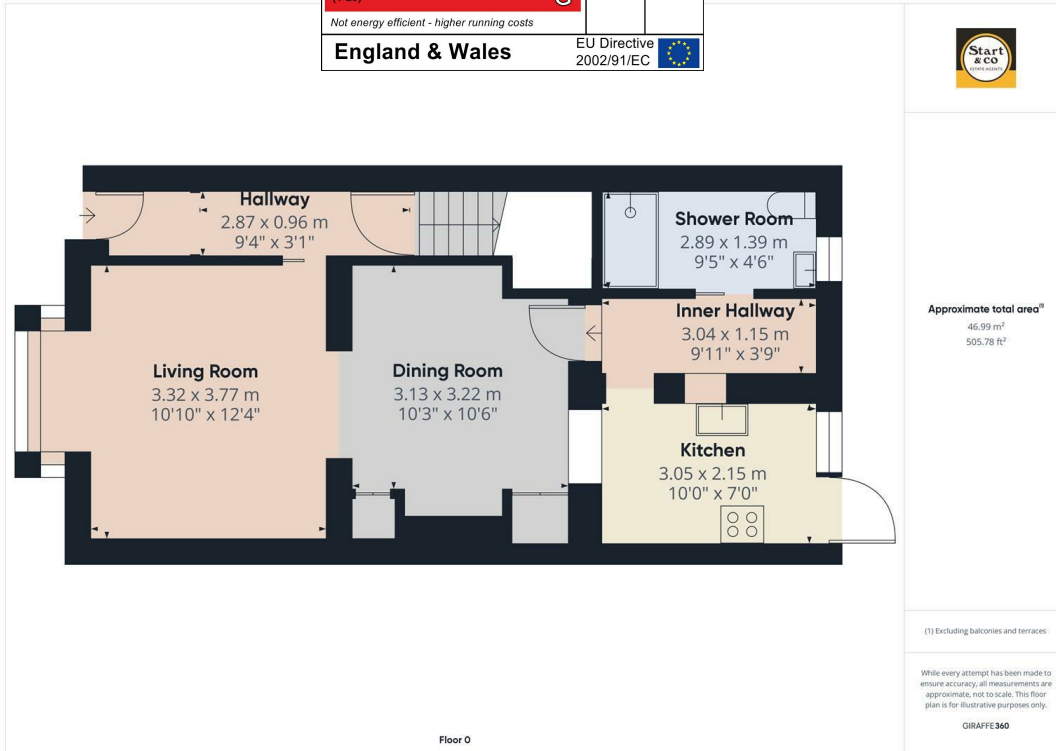 G
Not energy efficient - higher running costs
England & Wales
EU Directive
2002/91/EC
Start
& CO
ESTATE AGENTS
Hallway
2.87 x 0.96 m
9'4" x 3'1"
Shower Room
2.89 x 1.39 m
9'5" x 4'6"
Inner Hallway
3.04 x 1.15 m
9'11" x 3'9"
Living Room
3.32 x 3.77 m
10'10" x 12'4"
Dining Room
3.13 x 3.22 m
10'3" x 10'6"
Kitchen
3.05 x 2.15 m
10'0" x 7'0"
Approximate total area⁽¹⁾
46.99 m²
505.78 ft²
(1) Excluding balconies and terraces
While every attempt has been made to
ensure accuracy, all measurements are
approximate, not to scale. This floor
plan is for illustrative purposes only.
GIRAFFE360
Floor 0